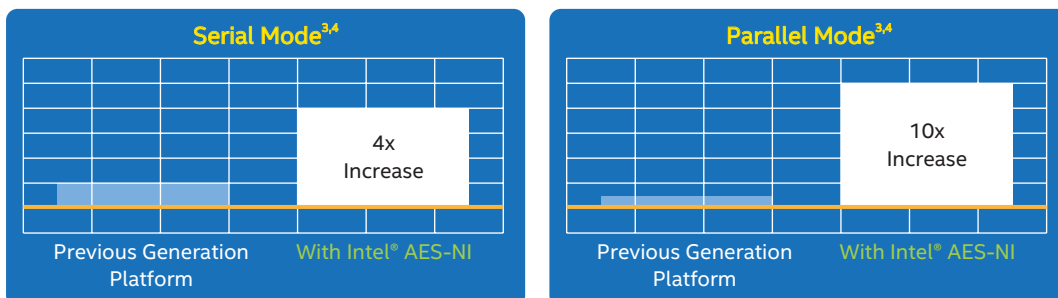 Serial Mode³,⁴
4x
Increase
Previous Generation
Platform
With Intel® AES-NI
Parallel Mode³,⁴
10x
Increase
Previous Generation
Platform
With Intel® AES-NI